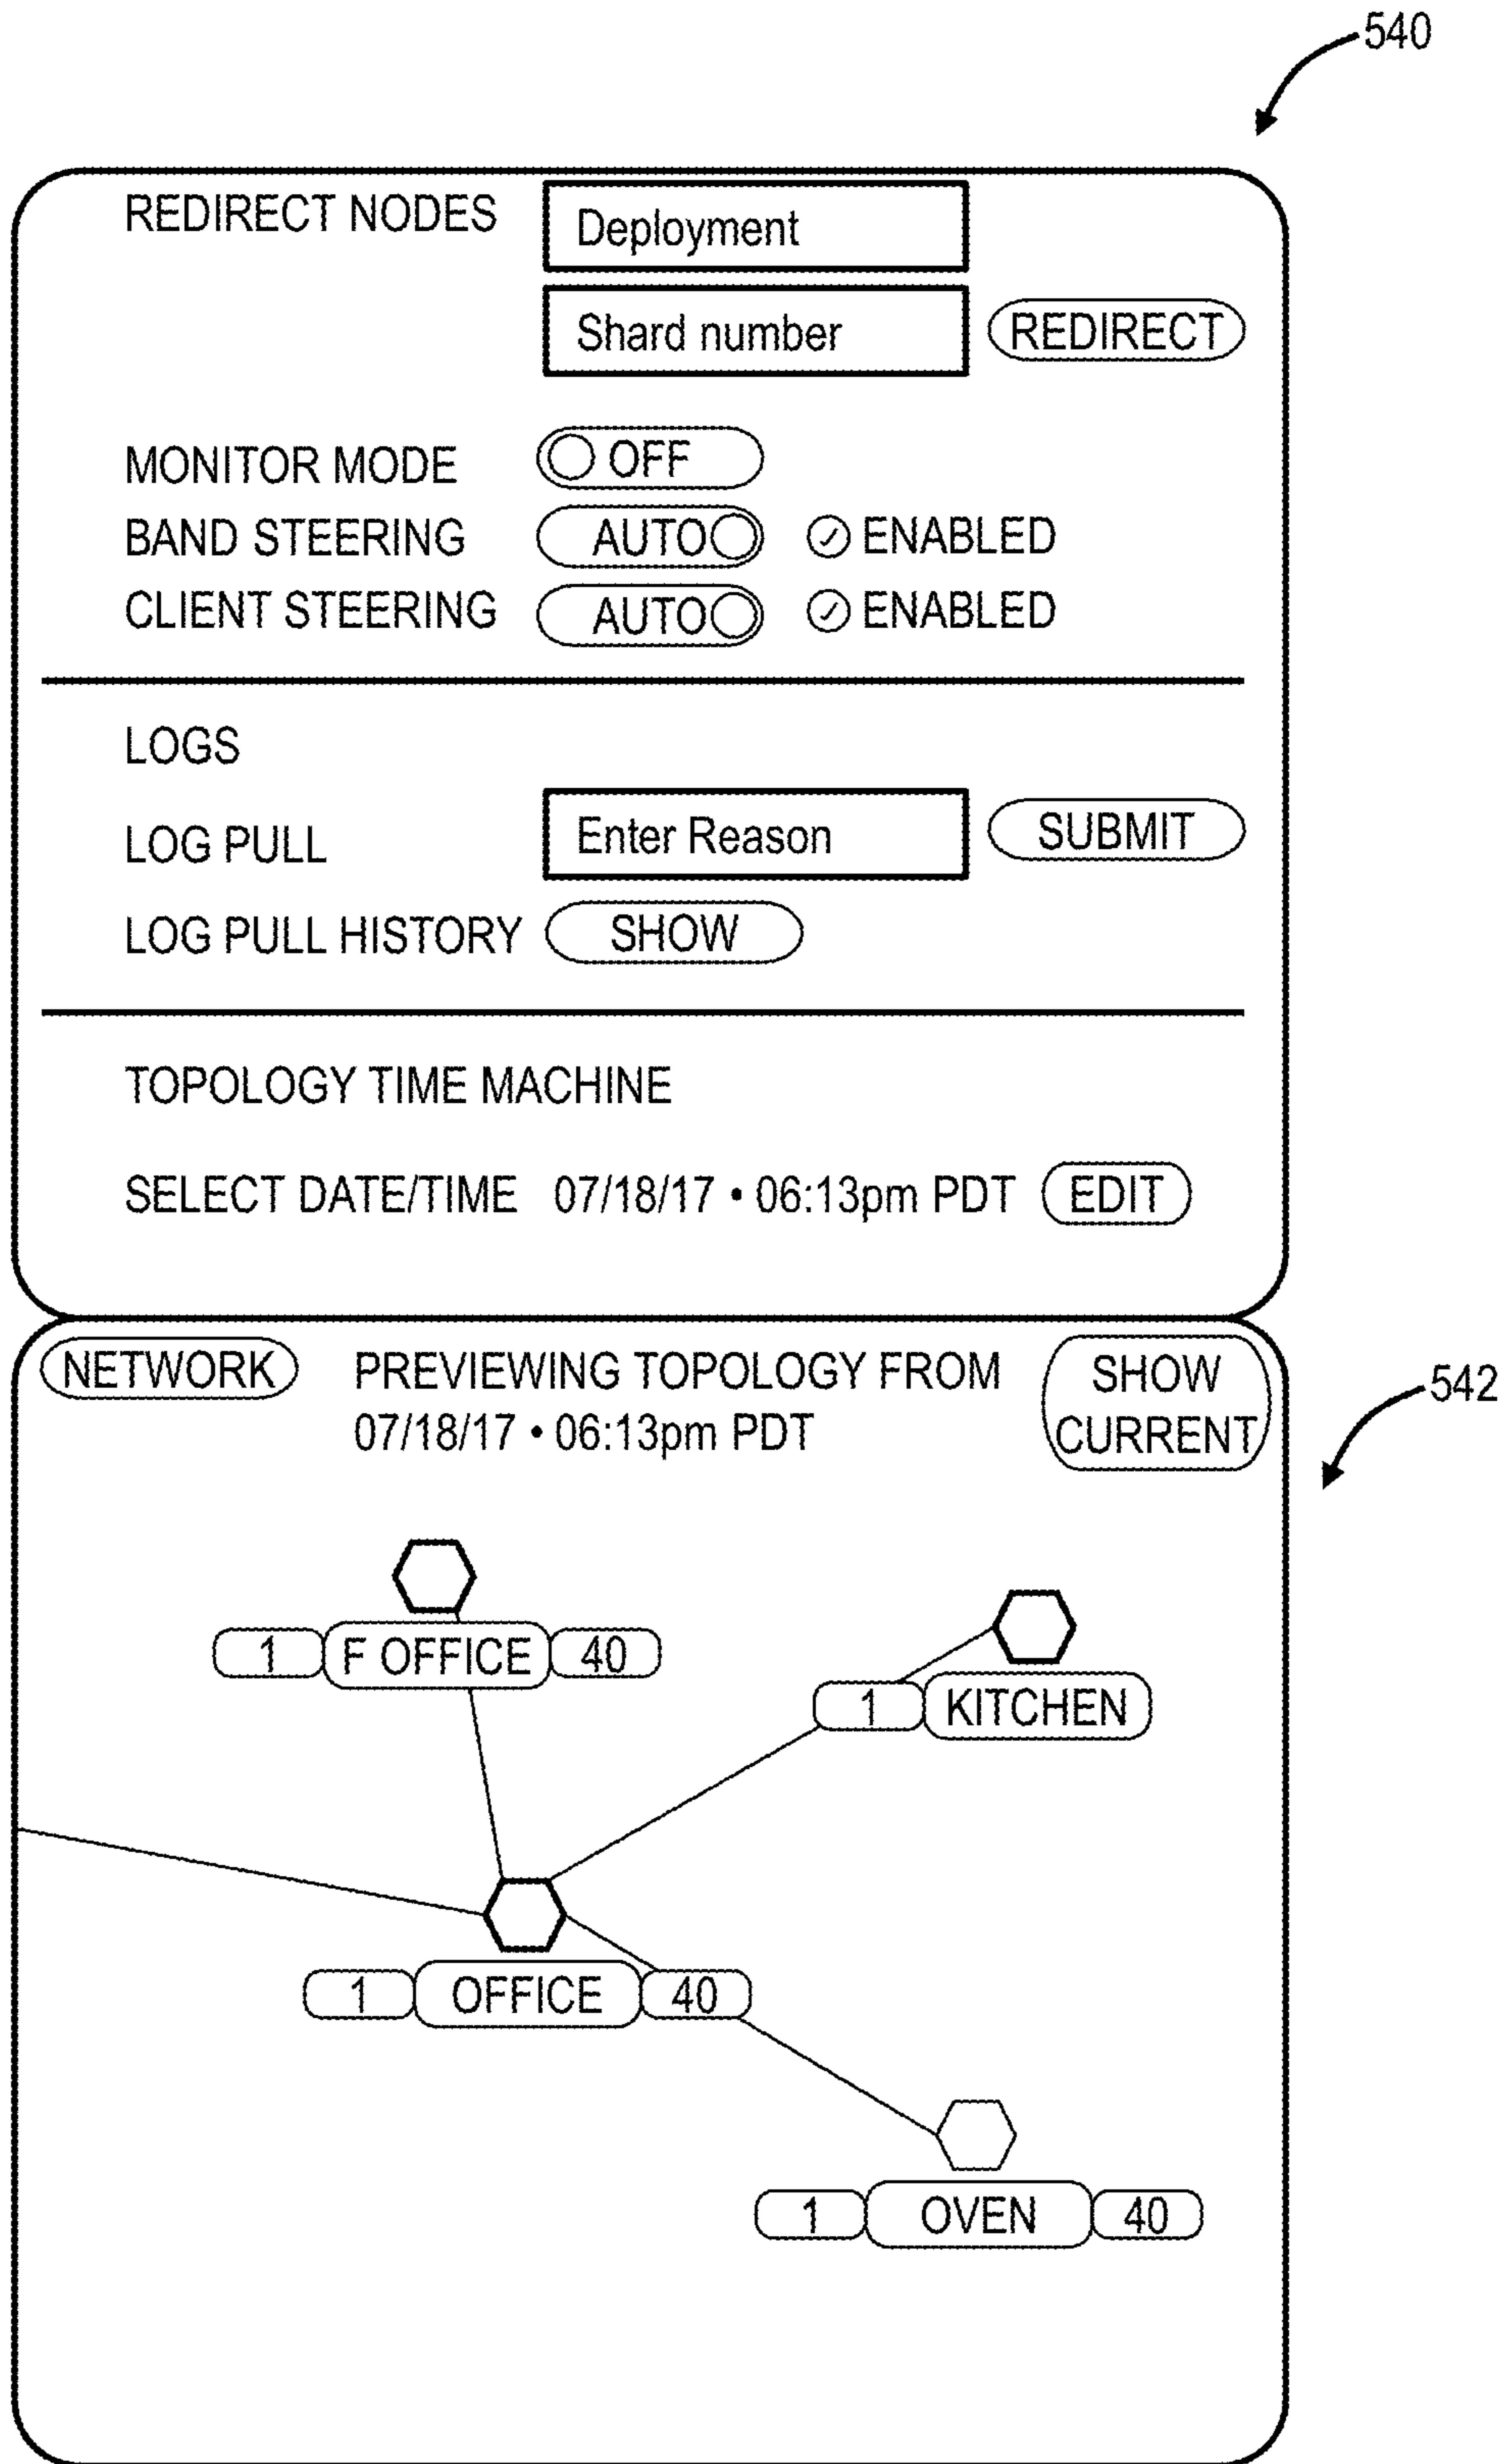 540
REDIRECT NODES Deployment
Shard number REDIRECT
MONITOR MODE OFF
BAND STEERING AUTO ENABLED
CLIENT STEERING AUTO ENABLED
LOGS
LOG PULL Enter Reason SUBMIT
LOG PULL HISTORY SHOW
TOPOLOGY TIME MACHINE
SELECT DATE/TIME 07/18/17 • 06:13pm PDT EDIT
NETWORK PREVIEWING TOPOLOGY FROM SHOW
07/18/17 • 06:13pm PDT CURRENT
542
1 F OFFICE 40
1 KITCHEN
1 OFFICE 40
1 OVEN 40